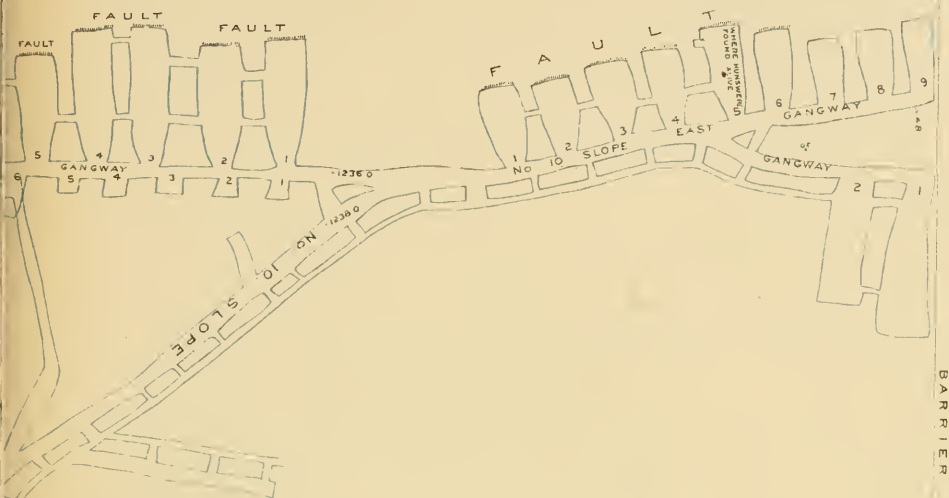 FAULT
FAULT
FAULT
FAULT
WHERE HUNSWERE
FOUND ALIVE
5 4 3 2 1
GANGWAY
6 5 4 3 2 1
1 2 3 4 5 6 7 8 9
NO 10 SLOPE EAST GANGWAY
GANGWAY
2 1
12360
12380
NO 10 SLOPE
BARRIER